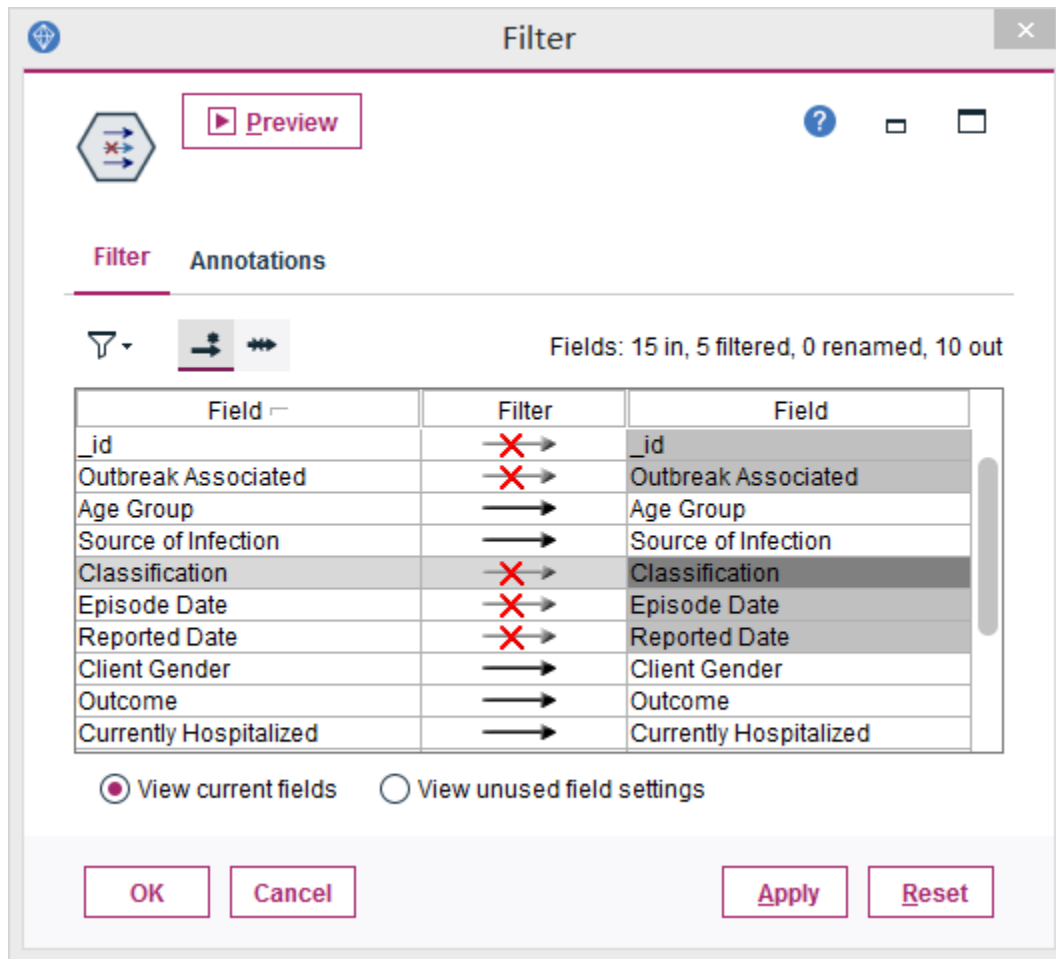 Filter
Preview
Filter Annotations
Fields: 15 in, 5 filtered, 0 renamed, 10 out
Field Filter Field
_id _id
Outbreak Associated Outbreak Associated
Age Group Age Group
Source of Infection Source of Infection
Classification Classification
Episode Date Episode Date
Reported Date Reported Date
Client Gender Client Gender
Outcome Outcome
Currently Hospitalized Currently Hospitalized
View current fields View unused field settings
OK Cancel Apply Reset